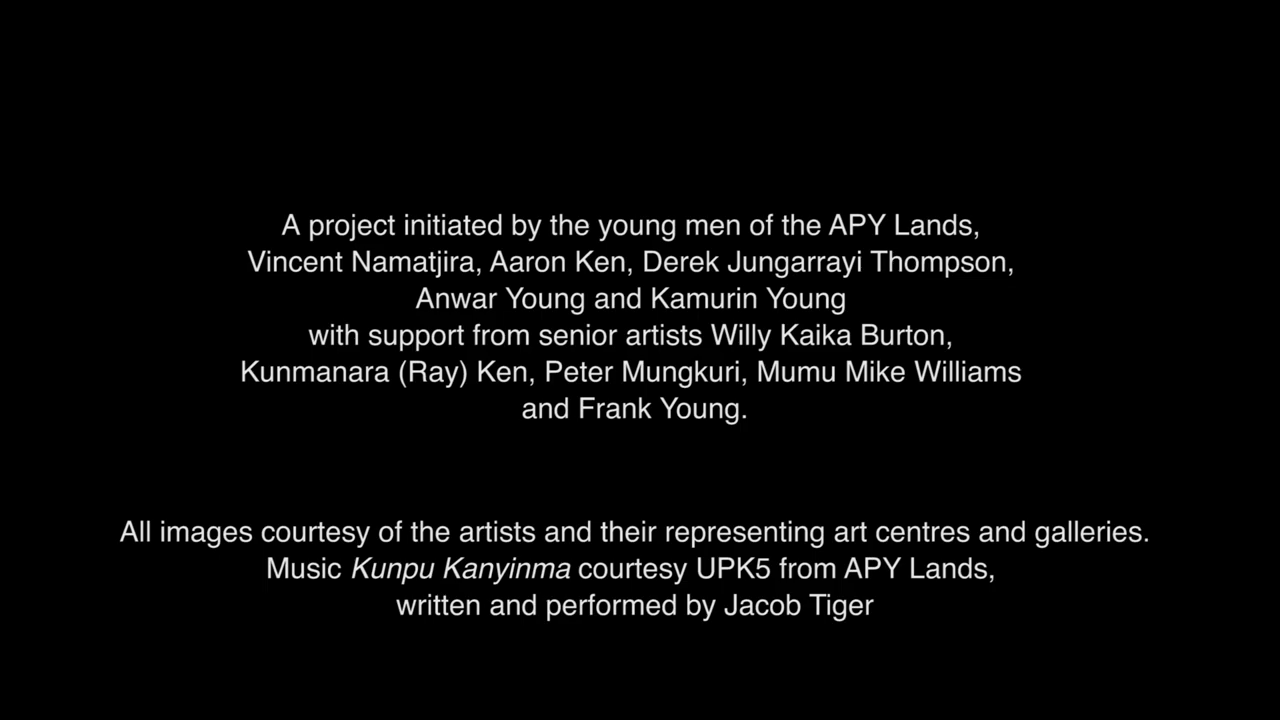 A project initiated by the young men of the APY Lands,
Vincent Namatjira, Aaron Ken, Derek Jungarrayi Thompson,
Anwar Young and Kamurin Young
with support from senior artists Willy Kaika Burton,
Kunmanara (Ray) Ken, Peter Mungkuri, Mumu Mike Williams
and Frank Young.
All images courtesy of the artists and their representing art centres and galleries.
Music Kunpu Kanyinma courtesy UPK5 from APY Lands,
written and performed by Jacob Tiger